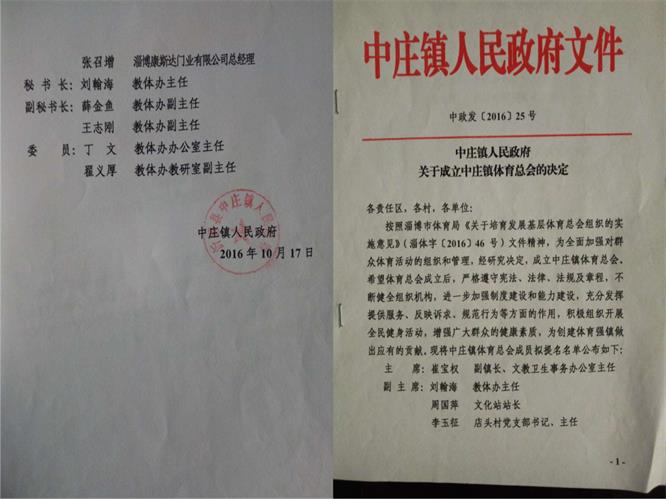 张召增 淄博康斯达门业有限公司总经理
秘书长：刘翰海 教体办主任
副秘书长：薛金鱼 教体办副主任
王志刚 教体办副主任
委员：丁文 教体办办公室主任
翟义厚 教体办教研室副主任
中庄镇人民政府
2016年10月17日
中庄镇人民政府文件
中政发〔2016〕25号
中庄镇人民政府
关于成立中庄镇体育总会的决定
各责任区，各村，各单位：
按照淄博市体育局《关于培育发展基层体育总会组织的实
施意见》（淄体字〔2016〕46号）文件精神，为全面加强对群
众体育活动的组织和管理，经研究决定，成立中庄镇体育总会。
希望体育总会成立后，严格遵守宪法、法律、法规及章程，不
断健全组织机构，进一步加强制度建设和能力建设，充分发挥
提供服务、反映诉求、规范行为等方面的作用，积极组织开展
全民健身活动，增强广大群众的健康素质，为创建体育强镇做
出应有的贡献。现将中庄镇体育总会成员拟提名名单公布如下：
主席：崔宝权 副镇长、文教卫生事务办公室主任
副主席：刘翰海 教体办主任
周国萍 文化站站长
李玉征 店头村党支部书记、主任
- 1 -